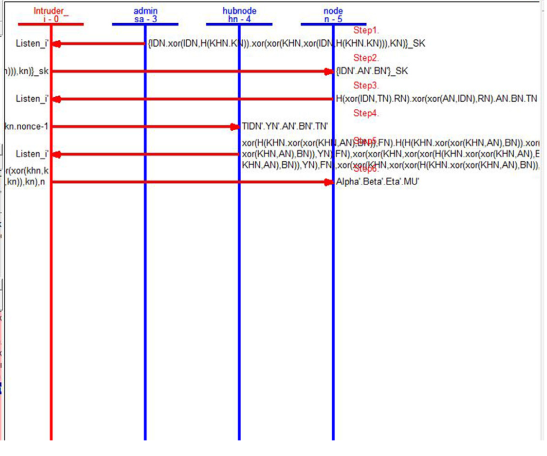 Intruder_ admin hubnode node
i - 0 sa - 3 hn - 4 n - 5
Step1.
Listen_i' {IDN.xor(IDN,H(KHN.KN)).xor(xor(KHN,xor(IDN,H(KHN.KN))),KN)}_SK
Step2.
n))),kn)}_sk {IDN'.AN'.BN'}_SK
Step3.
Listen_i' H(xor(IDN,TN).RN).xor(xor(AN,IDN),RN).AN.BN.TN
Step4.
kn.nonce-1 TIDN'.YN'.AN'.BN'.TN'
Step5.
xor(H(KHN.xor(xor(KHN,AN),BN)),FN).H(H(KHN.xor(xor(KHN,AN),BN)).xor
Listen_i' xor(KHN,AN),BN)),YN),FN),xor(xor(xor(KHN,xor(H(KHN.xor(xor(KHN,AN),E
KHN,AN),BN)),YN),FN),xor(xor(KHN,xor(xor(H(KHN.xor(xor(KHN,AN),BN)).
Step6.
r(xor(khn,k
,kn)),kn),n Alpha'.Beta'.Eta'.MU'